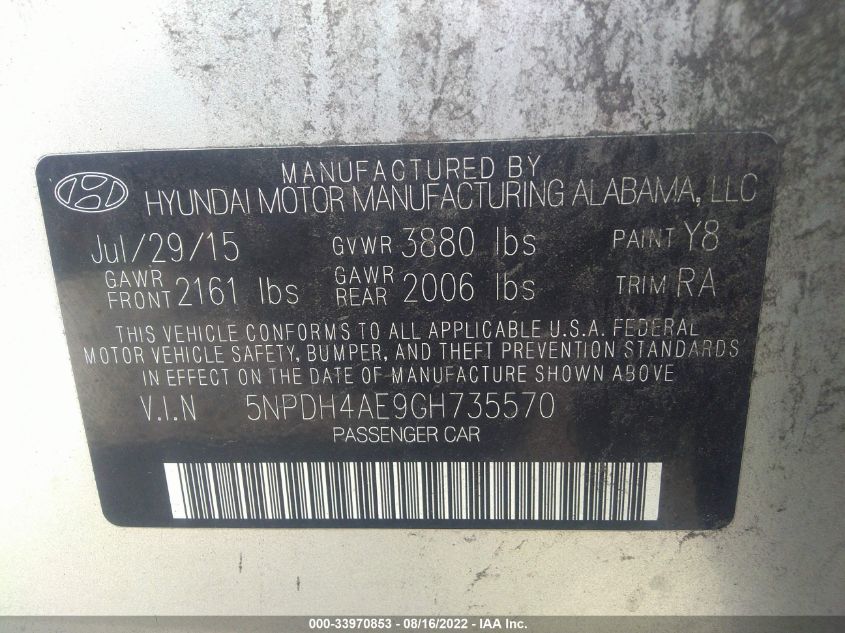 MANUFACTURED BY
HYUNDAI MOTOR MANUFACTURING ALABAMA, LLC
Jul/29/15 GVWR 3880 lbs PAINT Y8
GAWR FRONT 2161 lbs GAWR REAR 2006 lbs TRIM RA
THIS VEHICLE CONFORMS TO ALL APPLICABLE U.S.A. FEDERAL
MOTOR VEHICLE SAFETY, BUMPER, AND THEFT PREVENTION STANDARDS
IN EFFECT ON THE DATE OF MANUFACTURE SHOWN ABOVE.
V.I.N 5NPDH4AE9GH735570
PASSENGER CAR
000-33970853 - 08/16/2022 - IAA Inc.